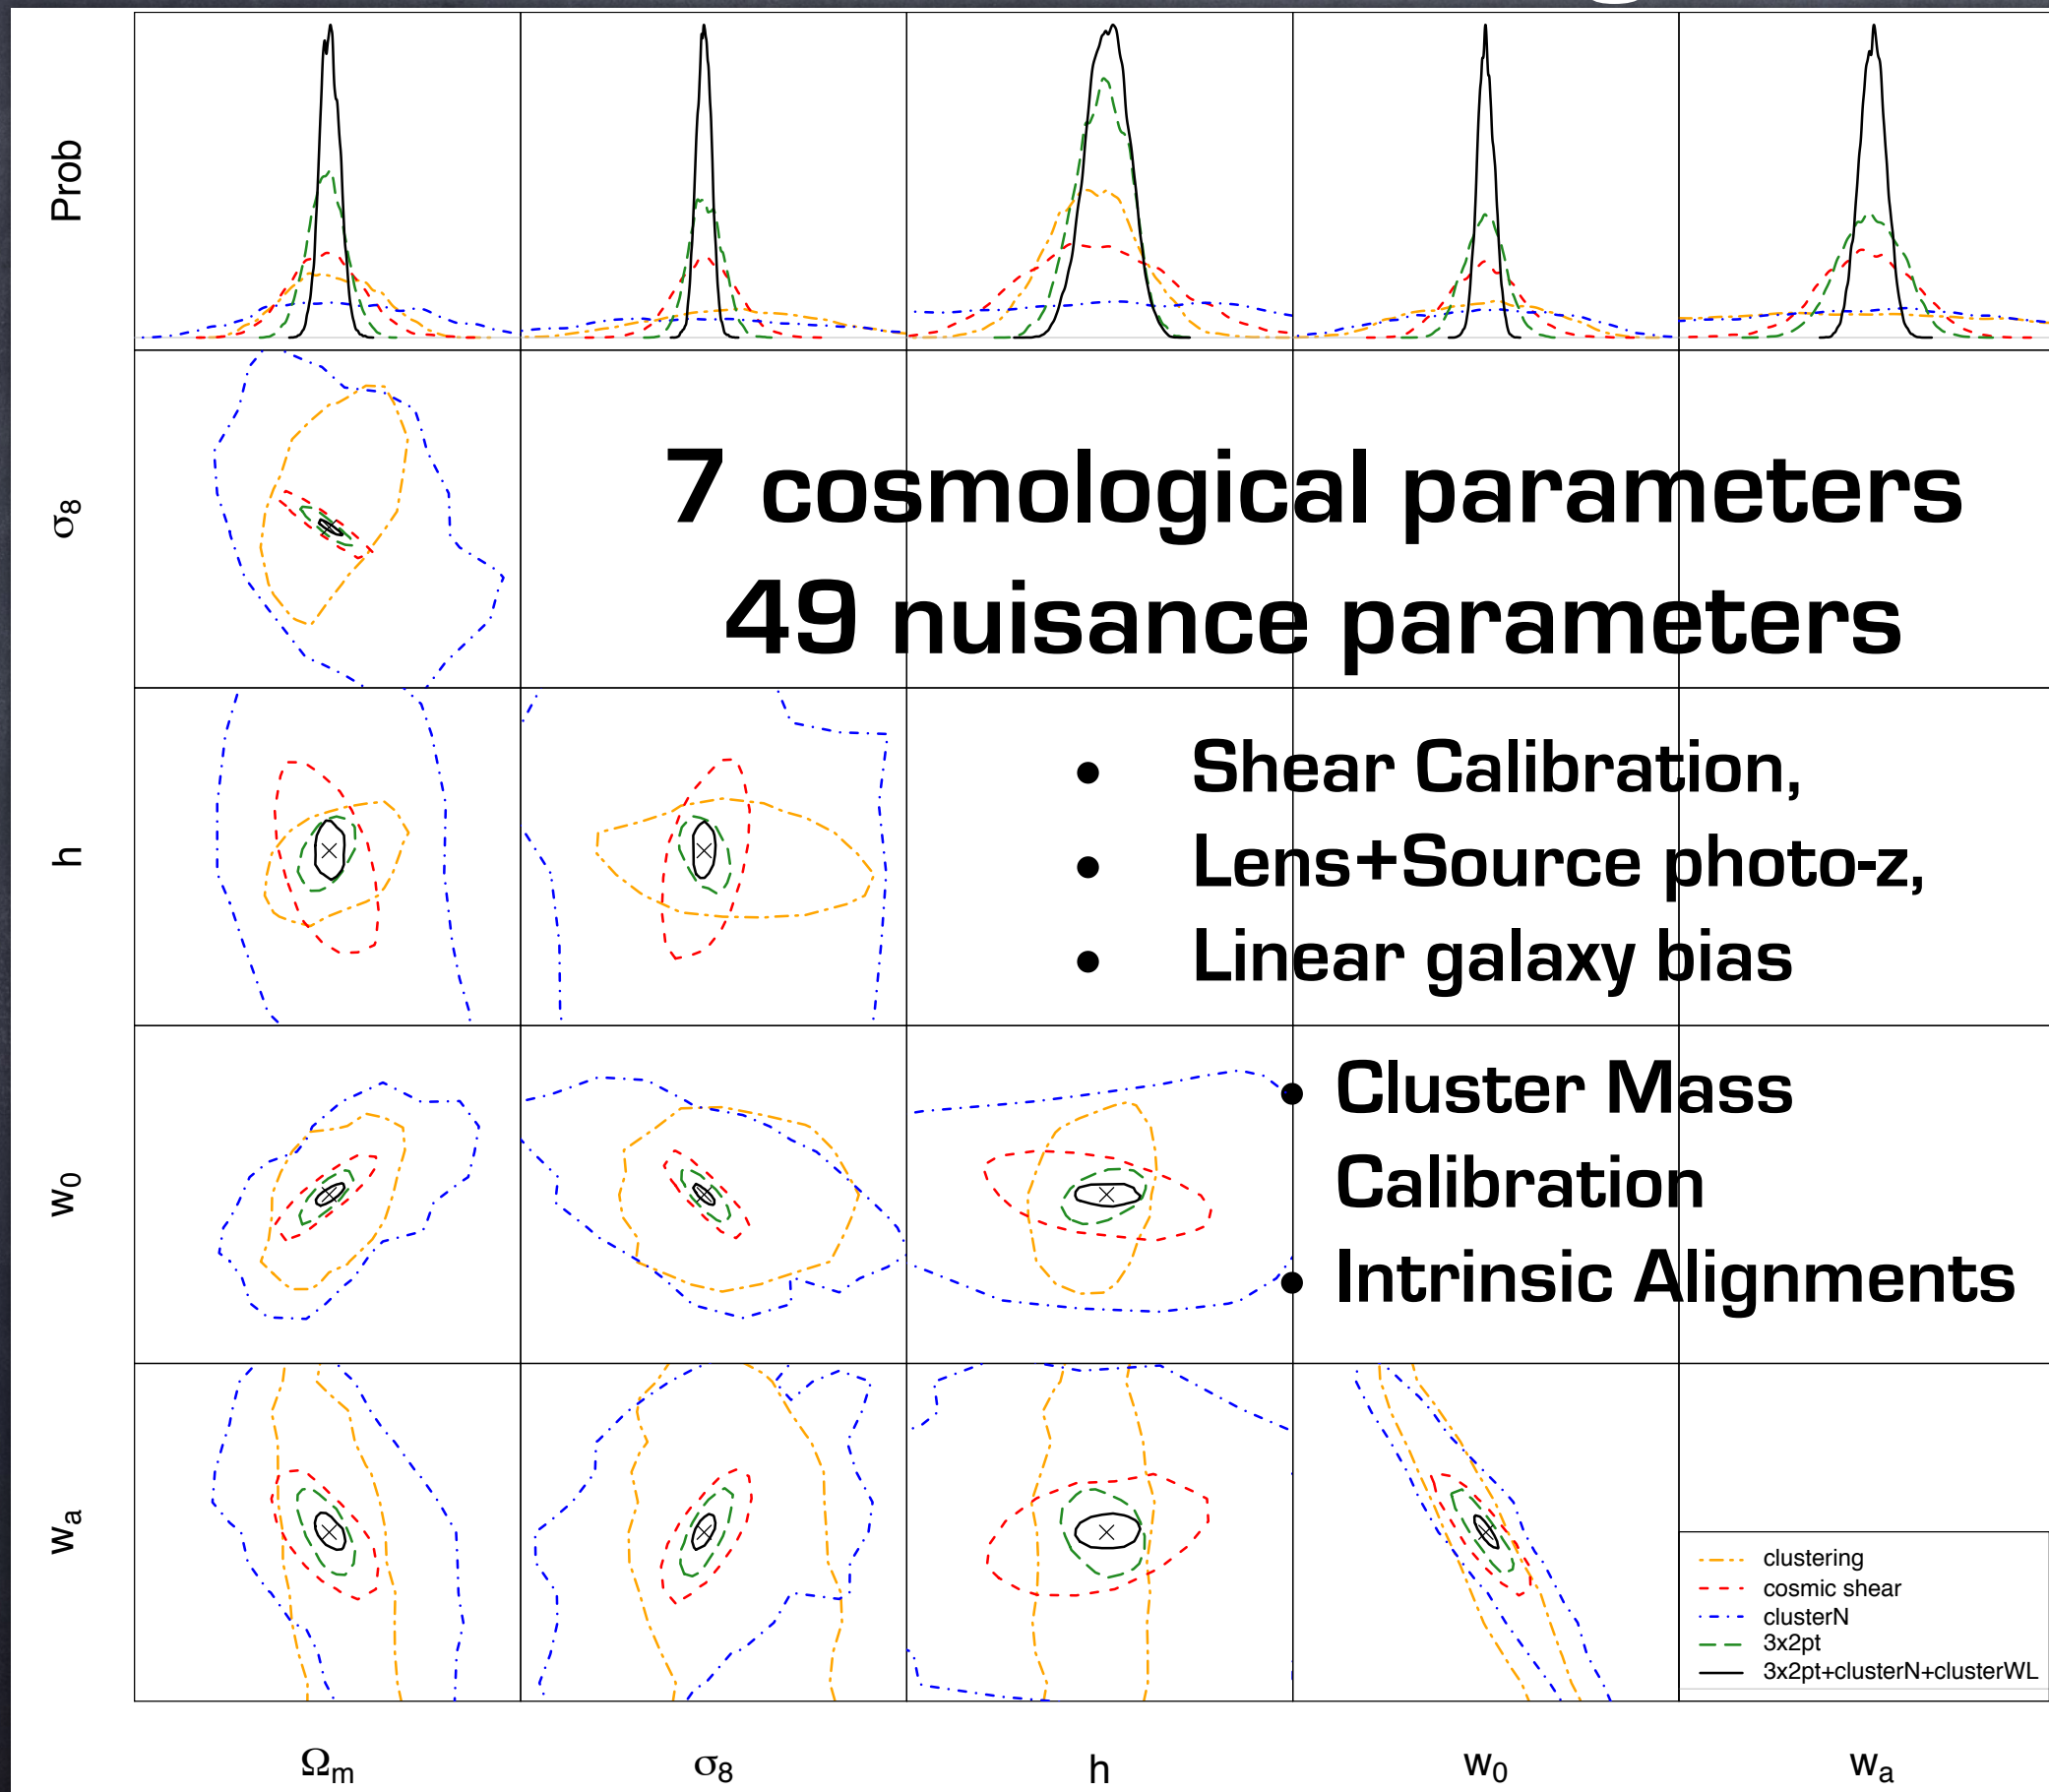 Prob
σ8
7 cosmological parameters
49 nuisance parameters
h
• Shear Calibration,
• Lens+Source photo-z,
• Linear galaxy bias
w0
• Cluster Mass
Calibration
• Intrinsic Alignments
wa
clustering
cosmic shear
clusterN
3x2pt
3x2pt+clusterN+clusterWL
Ωm σ8 h w0 wa